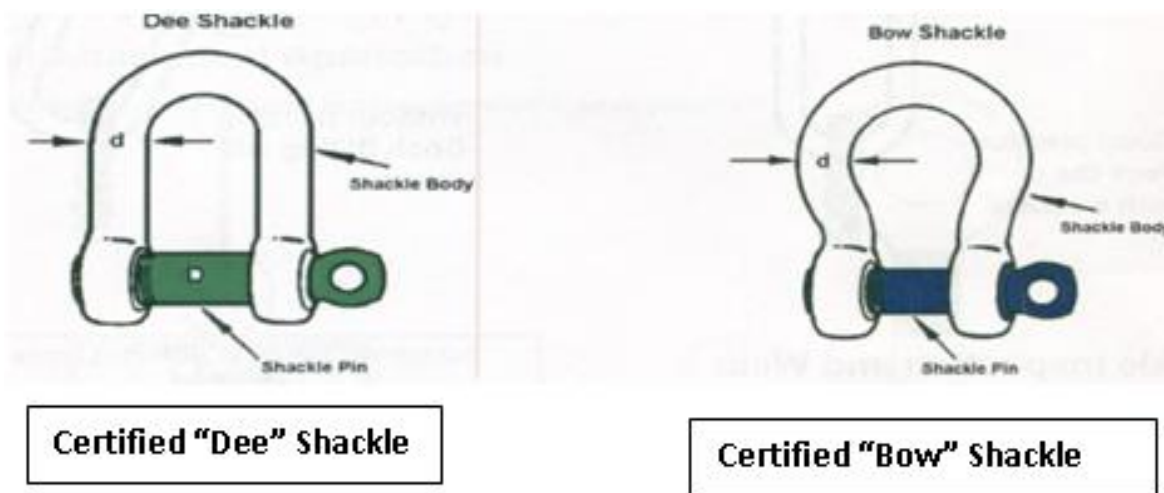 Dee Shackle
Bow Shackle
d
d
Shackle Body
Shackle Body
Shackle Pin
Shackle Pin
Certified “Dee” Shackle
Certified “Bow” Shackle